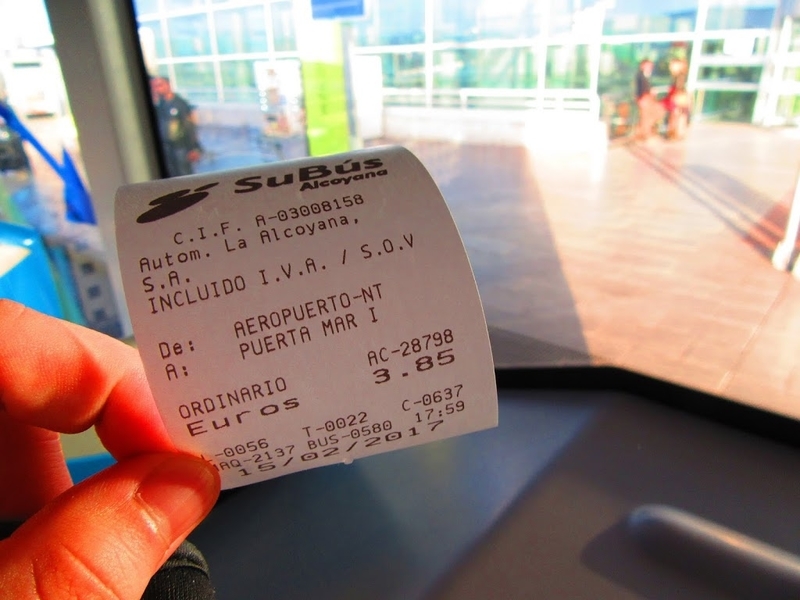 SuBús
Alcoyana
C.I.F. A-03008158
Autom. La Alcoyana,
S.A.
INCLUIDO I.V.A. / S.O.V
De: AEROPUERTO-NT
A: PUERTA MAR I
AC-28798
ORDINARIO 3.85
Euros
-0056 T-0022 C-0637
MAQ-2137 BUS-0580 17:59
15/02/2017